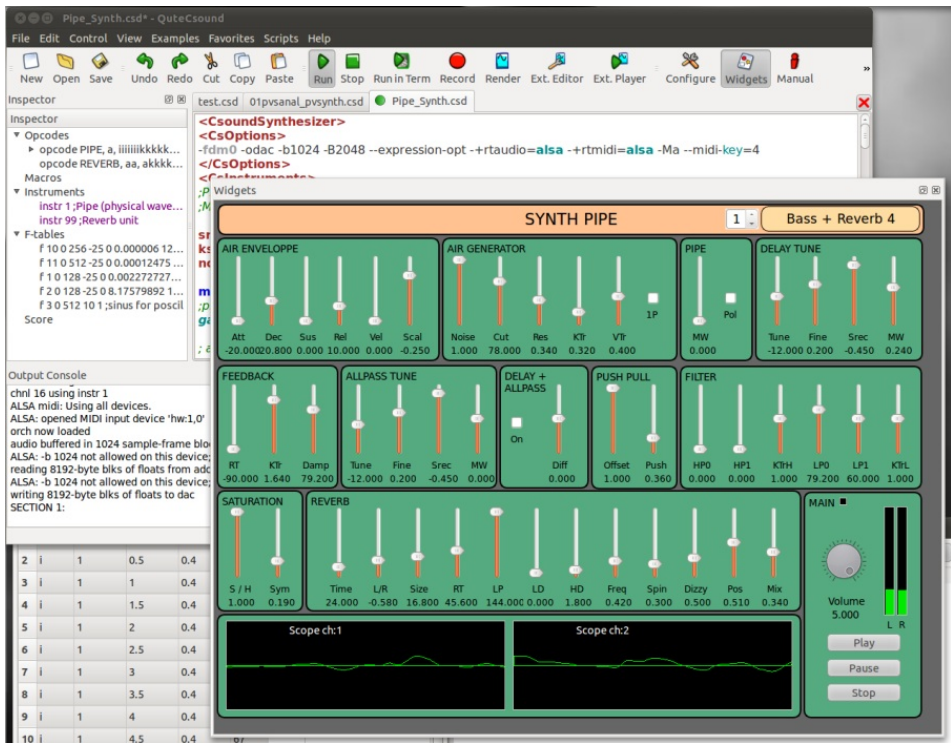 Pipe_Synth.csd* - QuteCsound
File Edit Control View Examples Favorites Scripts Help
New Open Save Undo Redo Cut Copy Paste Run Stop Run in Term Record Render Ext. Editor Ext. Player Configure Widgets Manual »
Inspector
test.csd 01pvsanal_pvsynth.csd Pipe_Synth.csd
Inspector
Opcodes
opcode PIPE, a, iiiiiiikkkkk...
opcode REVERB, aa, akkkk...
Macros
Instruments
instr 1 ;Pipe (physical wave...
instr 99 ;Reverb unit
F-tables
f 10 0 256 -25 0 0.000006 12...
f 11 0 512 -25 0 0.00012475 ...
f 1 0 128 -25 0 0.002272727...
f 2 0 128 -25 0 8.17579892 1...
f 3 0 512 10 1 ;sinus for poscil
Score
<CsoundSynthesizer>
<CsOptions>
-fdm0 -odac -b1024 -B2048 --expression-opt -+rtaudio=alsa -+rtmidi=alsa -Ma --midi-key=4
</CsOptions>
<CsInstruments>
Output Console
chnl 16 using instr 1
ALSA midi: Using all devices.
ALSA: opened MIDI input device 'hw:1,0'
orch now loaded
audio buffered in 1024 sample-frame blo
ALSA: -b 1024 not allowed on this device;
reading 8192-byte blks of floats from adc
ALSA: -b 1024 not allowed on this device;
writing 8192-byte blks of floats to dac
SECTION 1:
2 i 1 0.5 0.4
3 i 1 1 0.4
4 i 1 1.5 0.4
5 i 1 2 0.4
6 i 1 2.5 0.4
7 i 1 3 0.4
8 i 1 3.5 0.4
9 i 1 4 0.4
10 i 1 4.5 0.4 67
Widgets
SYNTH PIPE 1 Bass + Reverb 4
AIR ENVELOPPE
Att Dec Sus Rel Vel Scal
-20.000 20.800 0.000 10.000 0.000 -0.250
AIR GENERATOR
1P
Noise Cut Res KTr VTr
1.000 78.000 0.340 0.320 0.400
PIPE
Pol
MW
0.000
DELAY TUNE
Tune Fine Srec MW
-12.000 0.200 -0.450 0.240
FEEDBACK
RT KTr Damp
-90.000 1.640 79.200
ALLPASS TUNE
Tune Fine Srec MW
-12.000 0.200 -0.450 0.000
DELAY +
ALLPASS
On
Diff
0.000
PUSH PULL
Offset Push
1.000 0.360
FILTER
HP0 HP1 KTrH LP0 LP1 KTrL
0.000 0.000 1.000 79.200 60.000 1.000
SATURATION
S / H Sym
1.000 0.190
REVERB
Time L/R Size RT LP LD HD Freq Spin Dizzy Pos Mix
24.000 -0.580 16.800 45.600 144.000 0.000 1.800 0.420 0.300 0.500 0.510 0.340
MAIN
Volume
5.000
L R
Play
Pause
Stop
Scope ch:1
Scope ch:2